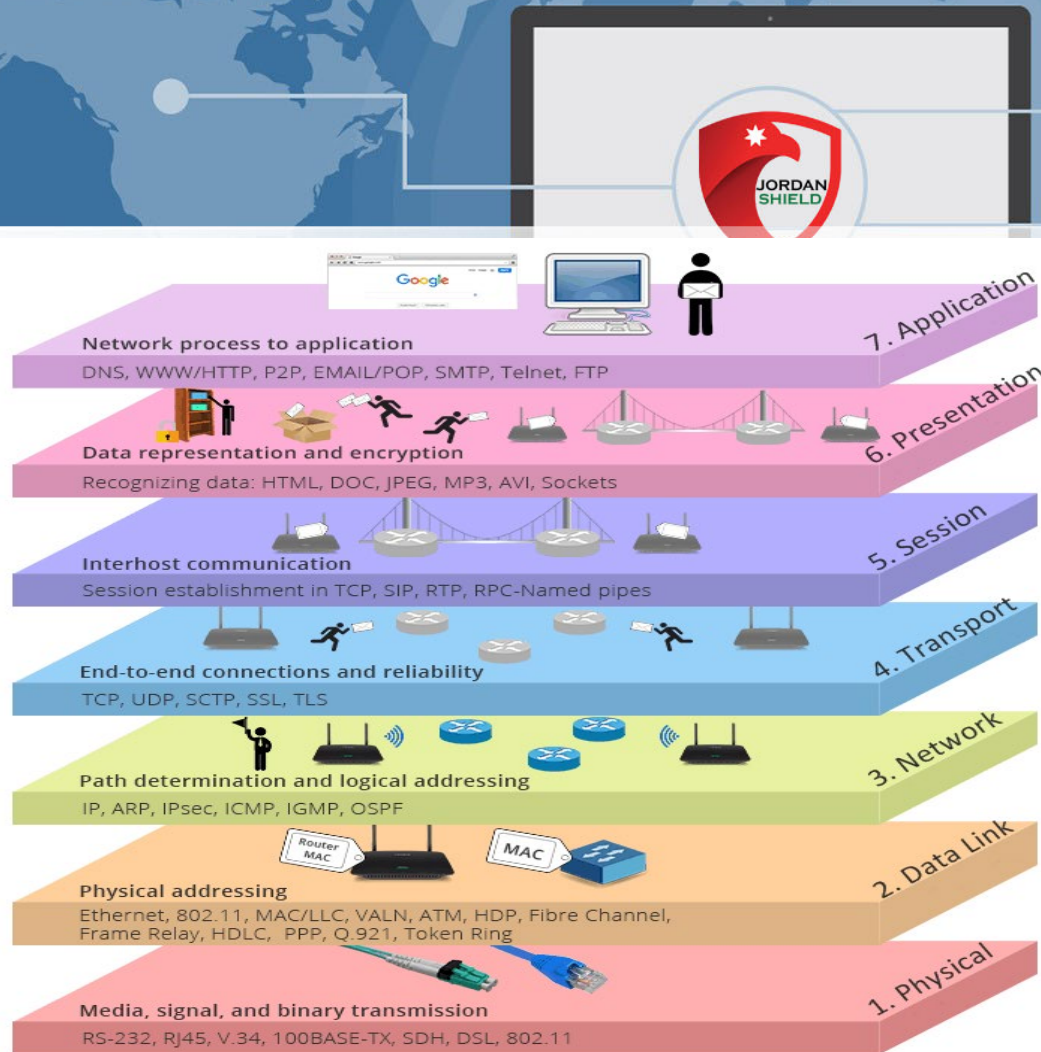 JORDAN
SHIELD
Google
7. Application
Network process to application
DNS, WWW/HTTP, P2P, EMAIL/POP, SMTP, Telnet, FTP
6. Presentation
Data representation and encryption
Recognizing data: HTML, DOC, JPEG, MP3, AVI, Sockets
5. Session
Interhost communication
Session establishment in TCP, SIP, RTP, RPC-Named pipes
4. Transport
End-to-end connections and reliability
TCP, UDP, SCTP, SSL, TLS
3. Network
Path determination and logical addressing
IP, ARP, IPsec, ICMP, IGMP, OSPF
Router
MAC
MAC
2. Data Link
Physical addressing
Ethernet, 802.11, MAC/LLC, VALN, ATM, HDP, Fibre Channel,
Frame Relay, HDLC, PPP, Q.921, Token Ring
1. Physical
Media, signal, and binary transmission
RS-232, RJ45, V.34, 100BASE-TX, SDH, DSL, 802.11